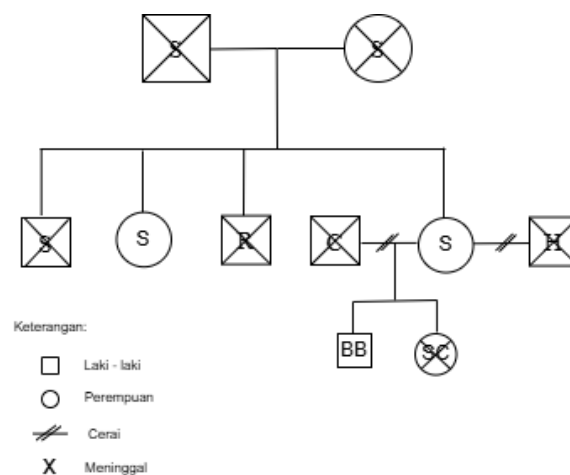 S S
S S R C S H
BB SC
Keterangan:
Laki - laki
Perempuan
Cerai
X Meninggal